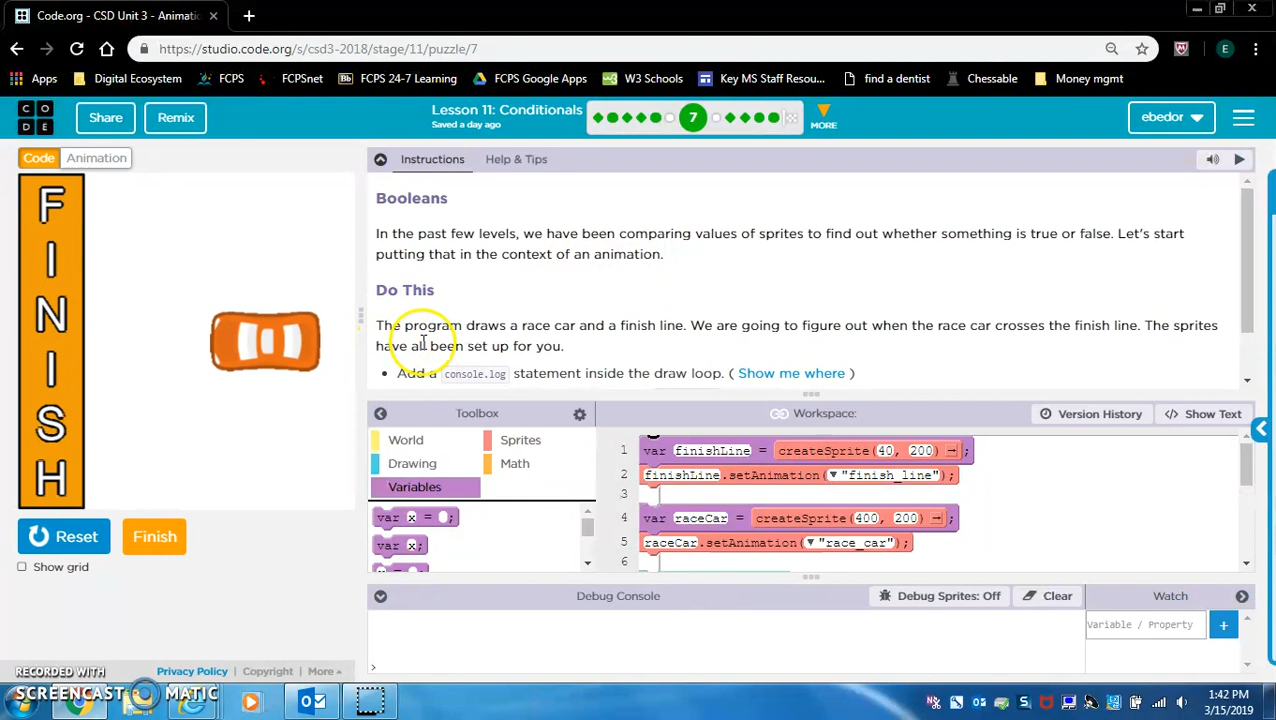 Code.org - CSD Unit 3 - Animatio
https://studio.code.org/s/csd3-2018/stage/11/puzzle/7
E
Apps
Digital Ecosystem
FCPS
FCPSnet
Bb FCPS 24-7 Learning
FCPS Google Apps
W3 Schools
Key MS Staff Resou...
find a dentist
Chessable
Money mgmt
CO
DE
Share
Remix
Lesson 11: Conditionals
Saved a day ago
7
MORE
ebedor
Code
Animation
Instructions
Help & Tips
FINISH
Booleans
In the past few levels, we have been comparing values of sprites to find out whether something is true or false. Let's start
putting that in the context of an animation.
Do This
The program draws a race car and a finish line. We are going to figure out when the race car crosses the finish line. The sprites
have all been set up for you.
• Add a console.log statement inside the draw loop. ( Show me where )
Toolbox
Workspace:
Version History
</> Show Text
World
Sprites
Drawing
Math
Variables
var x = ;
var x;
1 var finishLine = createSprite(40, 200);
2 finishLine.setAnimation("finish_line");
3
4 var raceCar = createSprite(400, 200);
5 raceCar.setAnimation("race_car");
6
Reset
Finish
Show grid
Debug Console
Debug Sprites: Off
Clear
Watch
Variable / Property
+
>
Privacy Policy
Copyright
More
RECORDED WITH
SCREENCAST MATIC
1:42 PM
3/15/2019